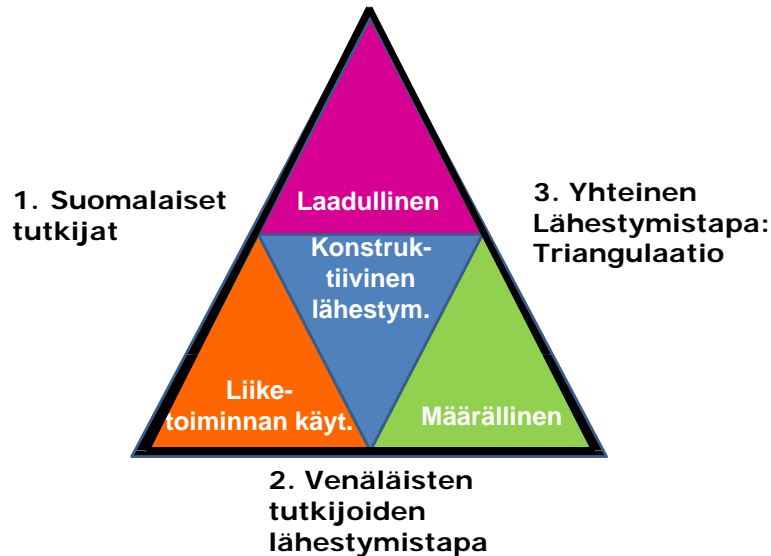 1. Suomalaiset
tutkijat
Laadullinen
3. Yhteinen
Lähestymistapa:
Triangulaatio
Konstruk-
tiivinen
lähestym.
Liike-
toiminnan käyt.
Määrällinen
2. Venäläisten
tutkijoiden
lähestymistapa